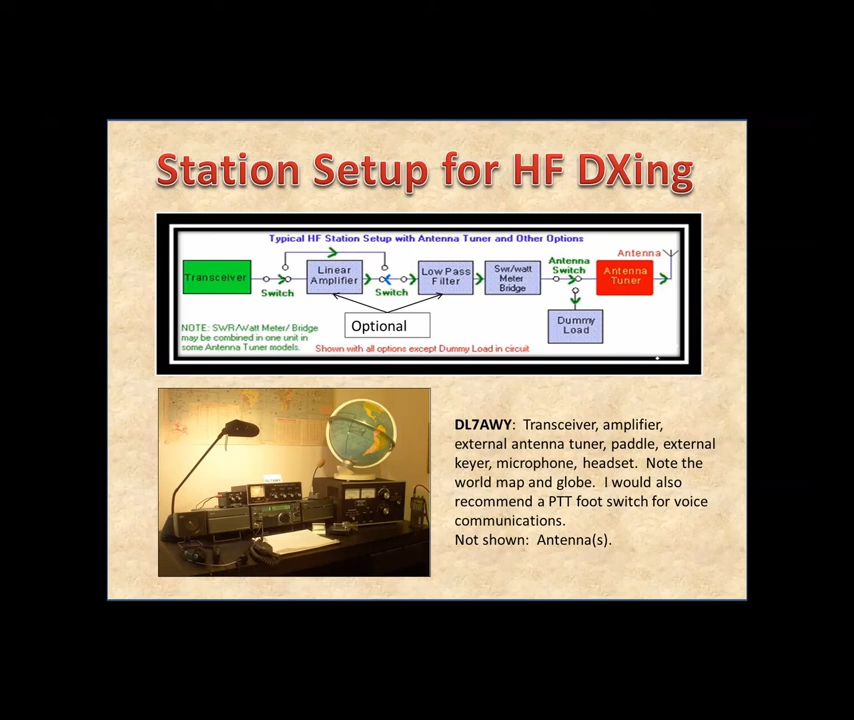 Station Setup for HF DXing
Typical HF Station Setup with Antenna Tuner and Other Options
Transceiver
Switch
Linear
Amplifier
Switch
Low Pass
Filter
Swr/watt
Meter
Bridge
Antenna
Switch
Antenna
Antenna
Tuner
Dummy
Load
Optional
NOTE: SWR/Watt Meter/ Bridge
may be combined in one unit in
some Antenna Tuner models.
Shown with all options except Dummy Load in circuit
DL7AWY: Transceiver, amplifier,
external antenna tuner, paddle, external
keyer, microphone, headset. Note the
world map and globe. I would also
recommend a PTT foot switch for voice
communications.
Not shown: Antenna(s).